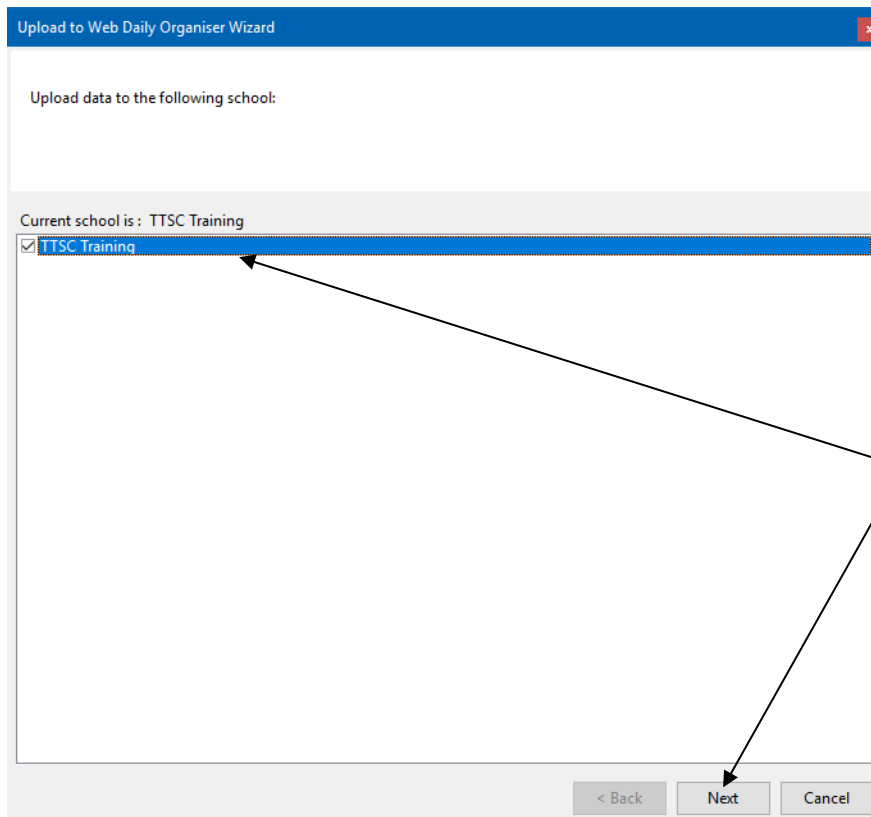 Upload to Web Daily Organiser Wizard
Upload data to the following school:
Current school is : TTSC Training
TTSC Training
< Back Next Cancel